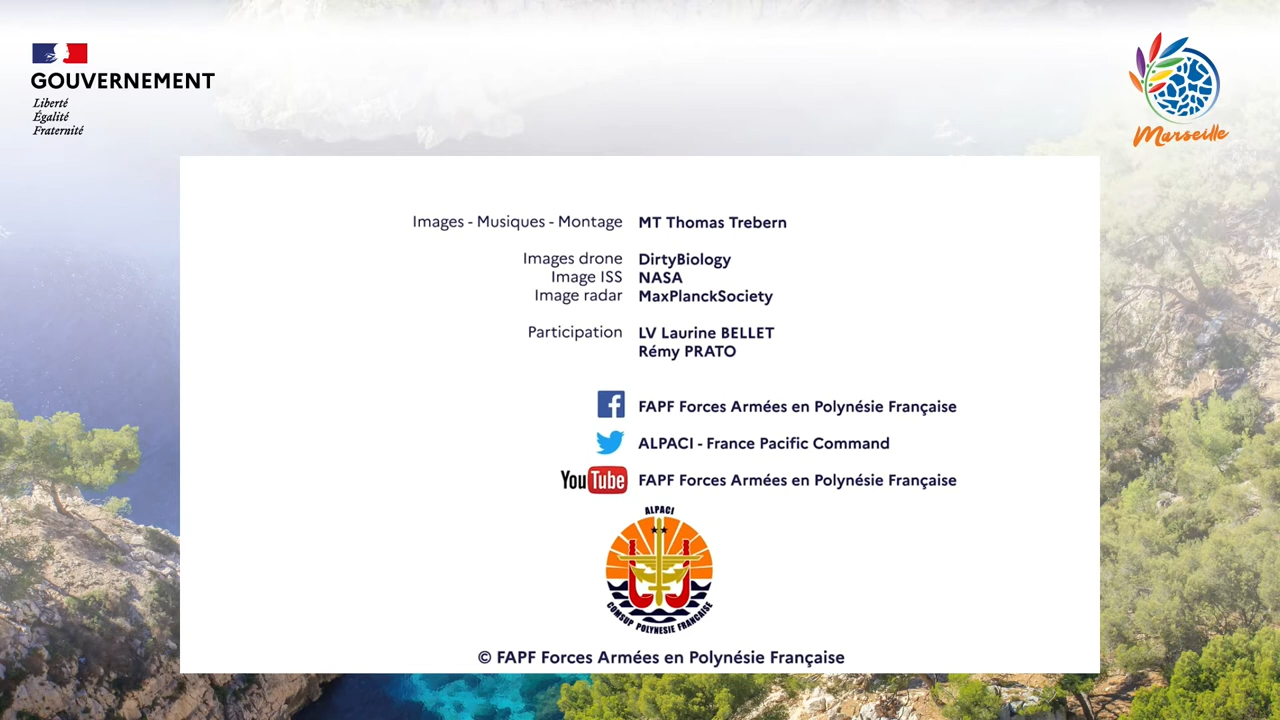 GOUVERNEMENT
Liberté
Égalité
Fraternité
Marseille
Images - Musiques - Montage MT Thomas Trebern
Images drone DirtyBiology
Image ISS NASA
Image radar MaxPlanckSociety
Participation LV Laurine BELLET
Rémy PRATO
FAPF Forces Armées en Polynésie Française
ALPACI - France Pacific Command
YouTube FAPF Forces Armées en Polynésie Française
ALPACI
COMSUP POLYNESIE FRANCAISE
© FAPF Forces Armées en Polynésie Française